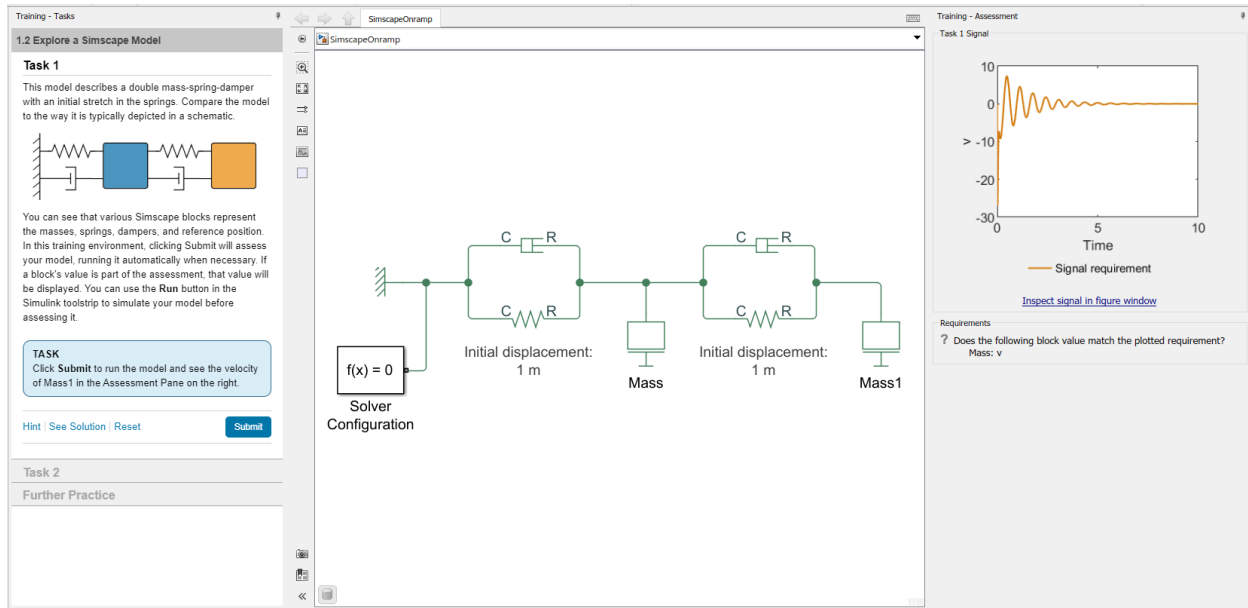 Training - Tasks
1.2 Explore a Simscape Model
Task 1
This model describes a double mass-spring-damper
with an initial stretch in the springs. Compare the model
to the way it is typically depicted in a schematic.
You can see that various Simscape blocks represent
the masses, springs, dampers, and reference position.
In this training environment, clicking Submit will assess
your model, running it automatically when necessary. If
a block's value is part of the assessment, that value will
be displayed. You can use the Run button in the
Simulink toolstrip to simulate your model before
assessing it.
TASK
Click Submit to run the model and see the velocity
of Mass1 in the Assessment Pane on the right.
Hint | See Solution | Reset
Submit
Task 2
Further Practice
SimscapeOnramp
SimscapeOnramp
C R
C R
C R
C R
Initial displacement:
1 m
Initial displacement:
1 m
Mass
Mass1
f(x) = 0
Solver
Configuration
Training - Assessment
Task 1 Signal
10
0
-10
-20
-30
v
0 5 10
Time
Signal requirement
Inspect signal in figure window
Requirements
? Does the following block value match the plotted requirement?
Mass: v